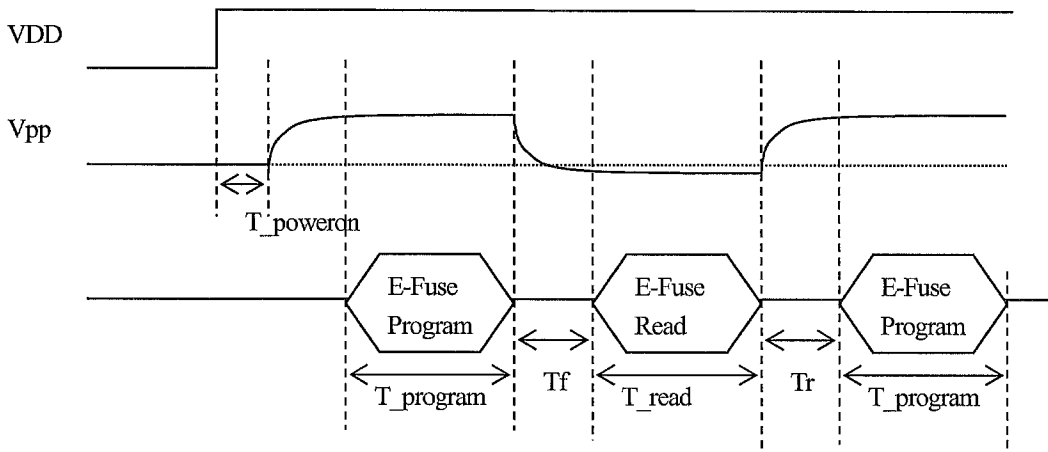 VDD
Vpp
T_poweron
E-Fuse
Program
E-Fuse
Read
E-Fuse
Program
T_program
Tf
T_read
Tr
T_program